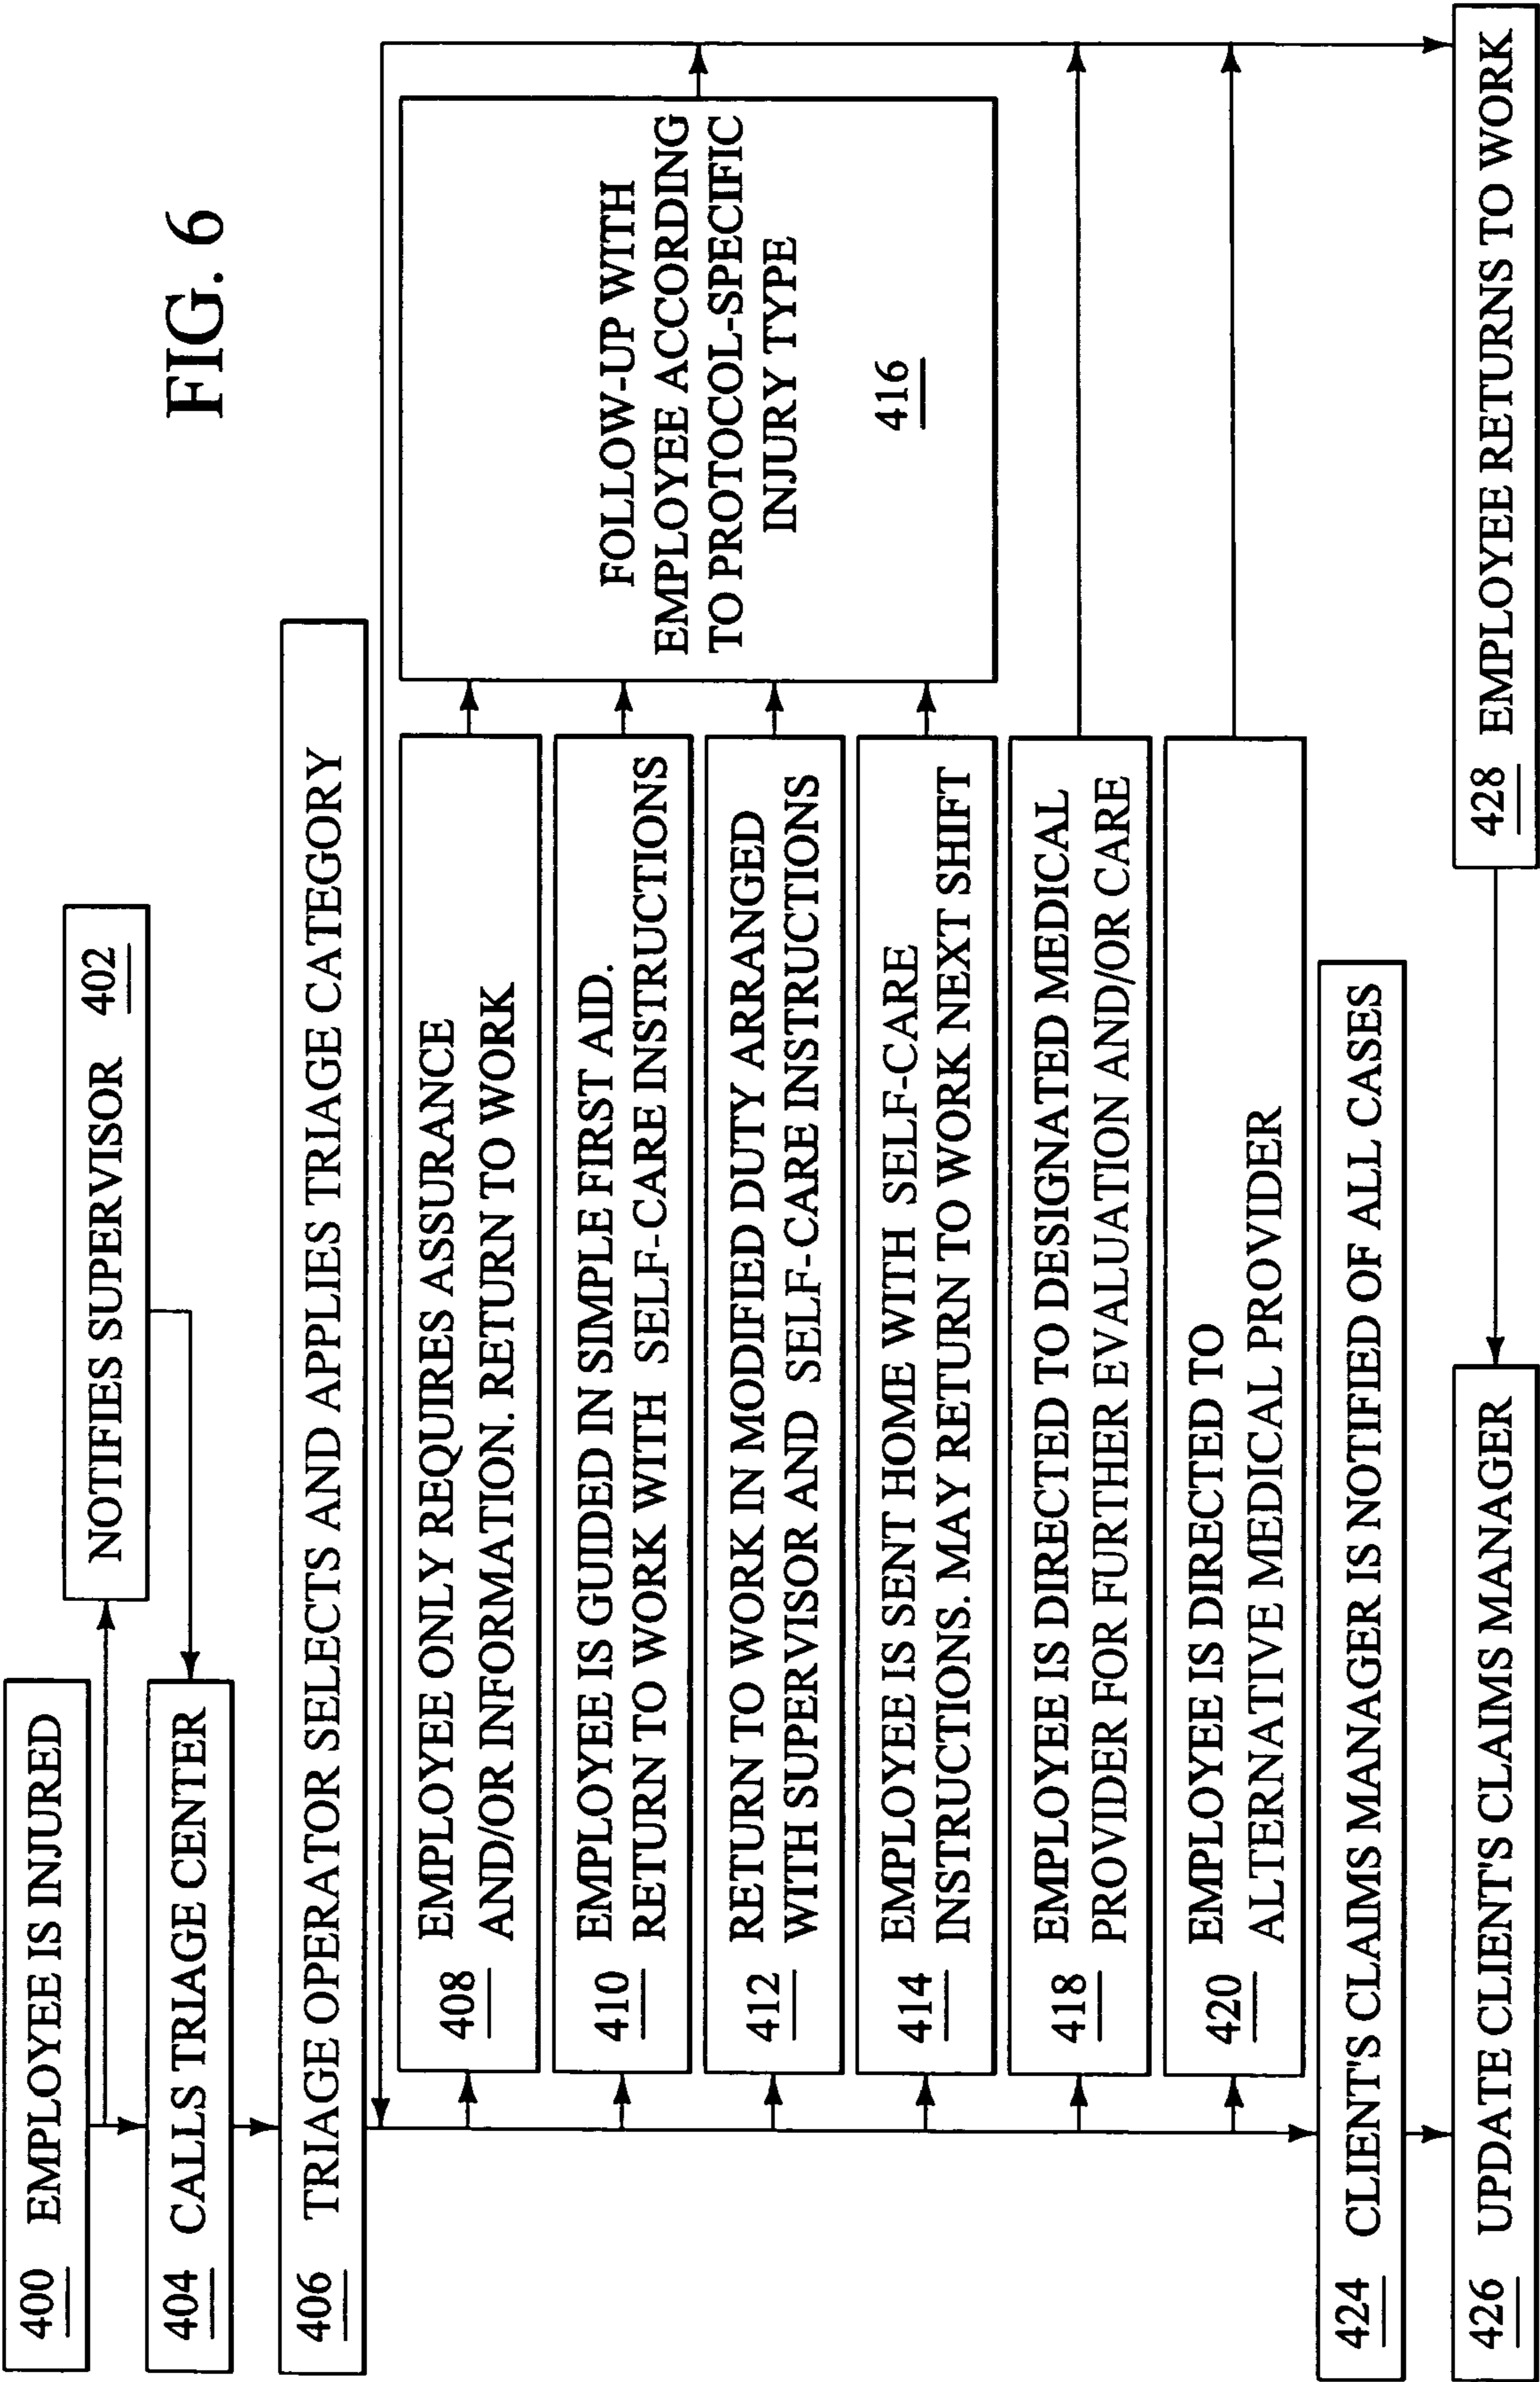 FIG. 6
400 EMPLOYEE IS INJURED
NOTIFIES SUPERVISOR 402
404 CALLS TRIAGE CENTER
406 TRIAGE OPERATOR SELECTS AND APPLIES TRIAGE CATEGORY
408 EMPLOYEE ONLY REQUIRES ASSURANCE
AND/OR INFORMATION. RETURN TO WORK
410 EMPLOYEE IS GUIDED IN SIMPLE FIRST AID.
RETURN TO WORK WITH SELF-CARE INSTRUCTIONS
412 RETURN TO WORK IN MODIFIED DUTY ARRANGED
WITH SUPERVISOR AND SELF-CARE INSTRUCTIONS
414 EMPLOYEE IS SENT HOME WITH SELF-CARE
INSTRUCTIONS. MAY RETURN TO WORK NEXT SHIFT
FOLLOW-UP WITH
EMPLOYEE ACCORDING
TO PROTOCOL-SPECIFIC
INJURY TYPE
416
418 EMPLOYEE IS DIRECTED TO DESIGNATED MEDICAL
PROVIDER FOR FURTHER EVALUATION AND/OR CARE
420 EMPLOYEE IS DIRECTED TO
ALTERNATIVE MEDICAL PROVIDER
424 CLIENT'S CLAIMS MANAGER IS NOTIFIED OF ALL CASES
426 UPDATE CLIENT'S CLAIMS MANAGER
428 EMPLOYEE RETURNS TO WORK